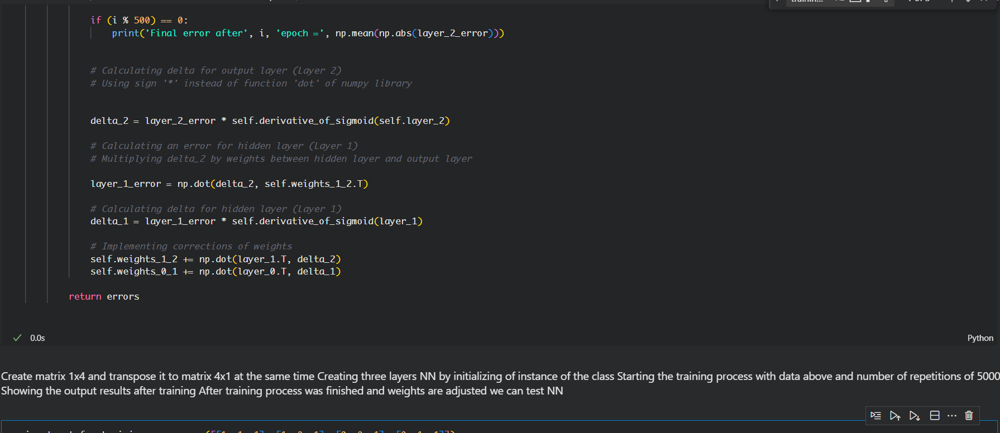 if (i % 500) == 0:
print('Final error after', i, 'epoch =', np.mean(np.abs(layer_2_error)))
# Calculating delta for output layer (Layer 2)
# Using sign '*' instead of function 'dot' of numpy library
delta_2 = layer_2_error * self.derivative_of_sigmoid(self.layer_2)
# Calculating an error for hidden layer (Layer 1)
# Multiplying delta_2 by weights between hidden layer and output layer
layer_1_error = np.dot(delta_2, self.weights_1_2.T)
# Calculating delta for hidden layer (Layer 1)
delta_1 = layer_1_error * self.derivative_of_sigmoid(layer_1)
# Implementing corrections of weights
self.weights_1_2 += np.dot(layer_1.T, delta_2)
self.weights_0_1 += np.dot(layer_0.T, delta_1)
return errors
0.0s
Python
Create matrix 1x4 and transpose it to matrix 4x1 at the same time Creating three layers NN by initializing of instance of the class Starting the training process with data above and number of repetitions of 5000
Showing the output results after training After training process was finished and weights are adjusted we can test NN